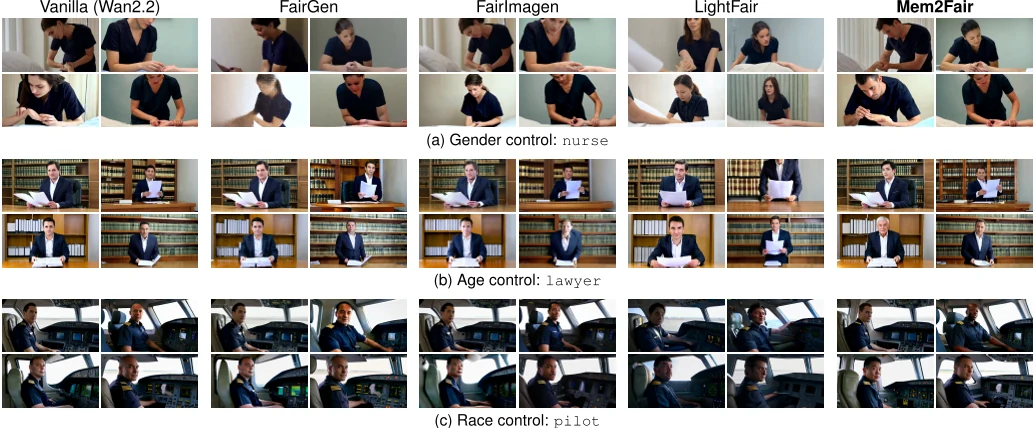 Vanilla (Wan2.2) FairGen FairImagen LightFair Mem2Fair
(a) Gender control: nurse
(b) Age control: lawyer
(c) Race control: pilot